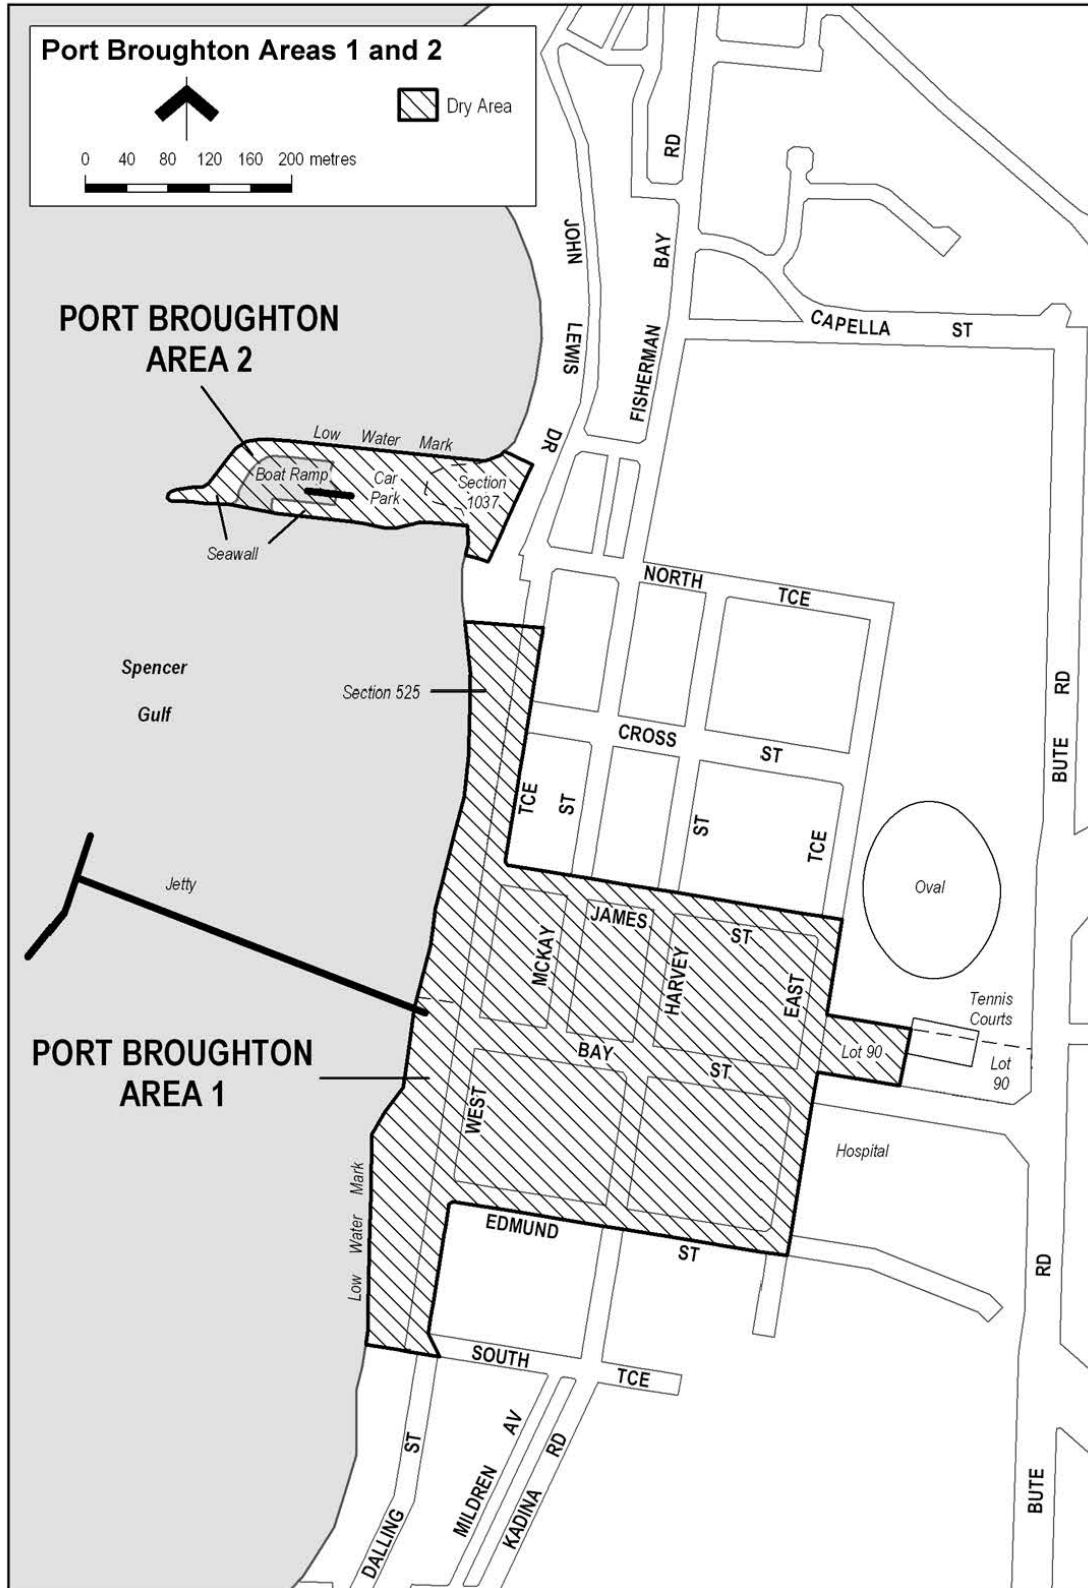 Port Broughton Areas 1 and 2
Dry Area
0 40 80 120 160 200 metres
RD
JOHN
LEWIS
DR
BAY
FISHERMAN
CAPELLA ST
PORT BROUGHTON
AREA 2
Low Water Mark
Boat Ramp
Car
Park
t
Section
1037
Seawall
NORTH TCE
Spencer
Gulf
Section 525
CROSS ST
RD
BUTE
TCE
ST
ST
TCE
Jetty
Oval
JAMES ST
MCKAY
HARVEY
EAST
Tennis
Courts
Lot 90
Lot
90
BAY ST
PORT BROUGHTON
AREA 1
WEST
Hospital
Low Water Mark
EDMUND ST
RD
SOUTH TCE
ST
DALLING
AV
MILDREN
RD
KADINA
BUTE